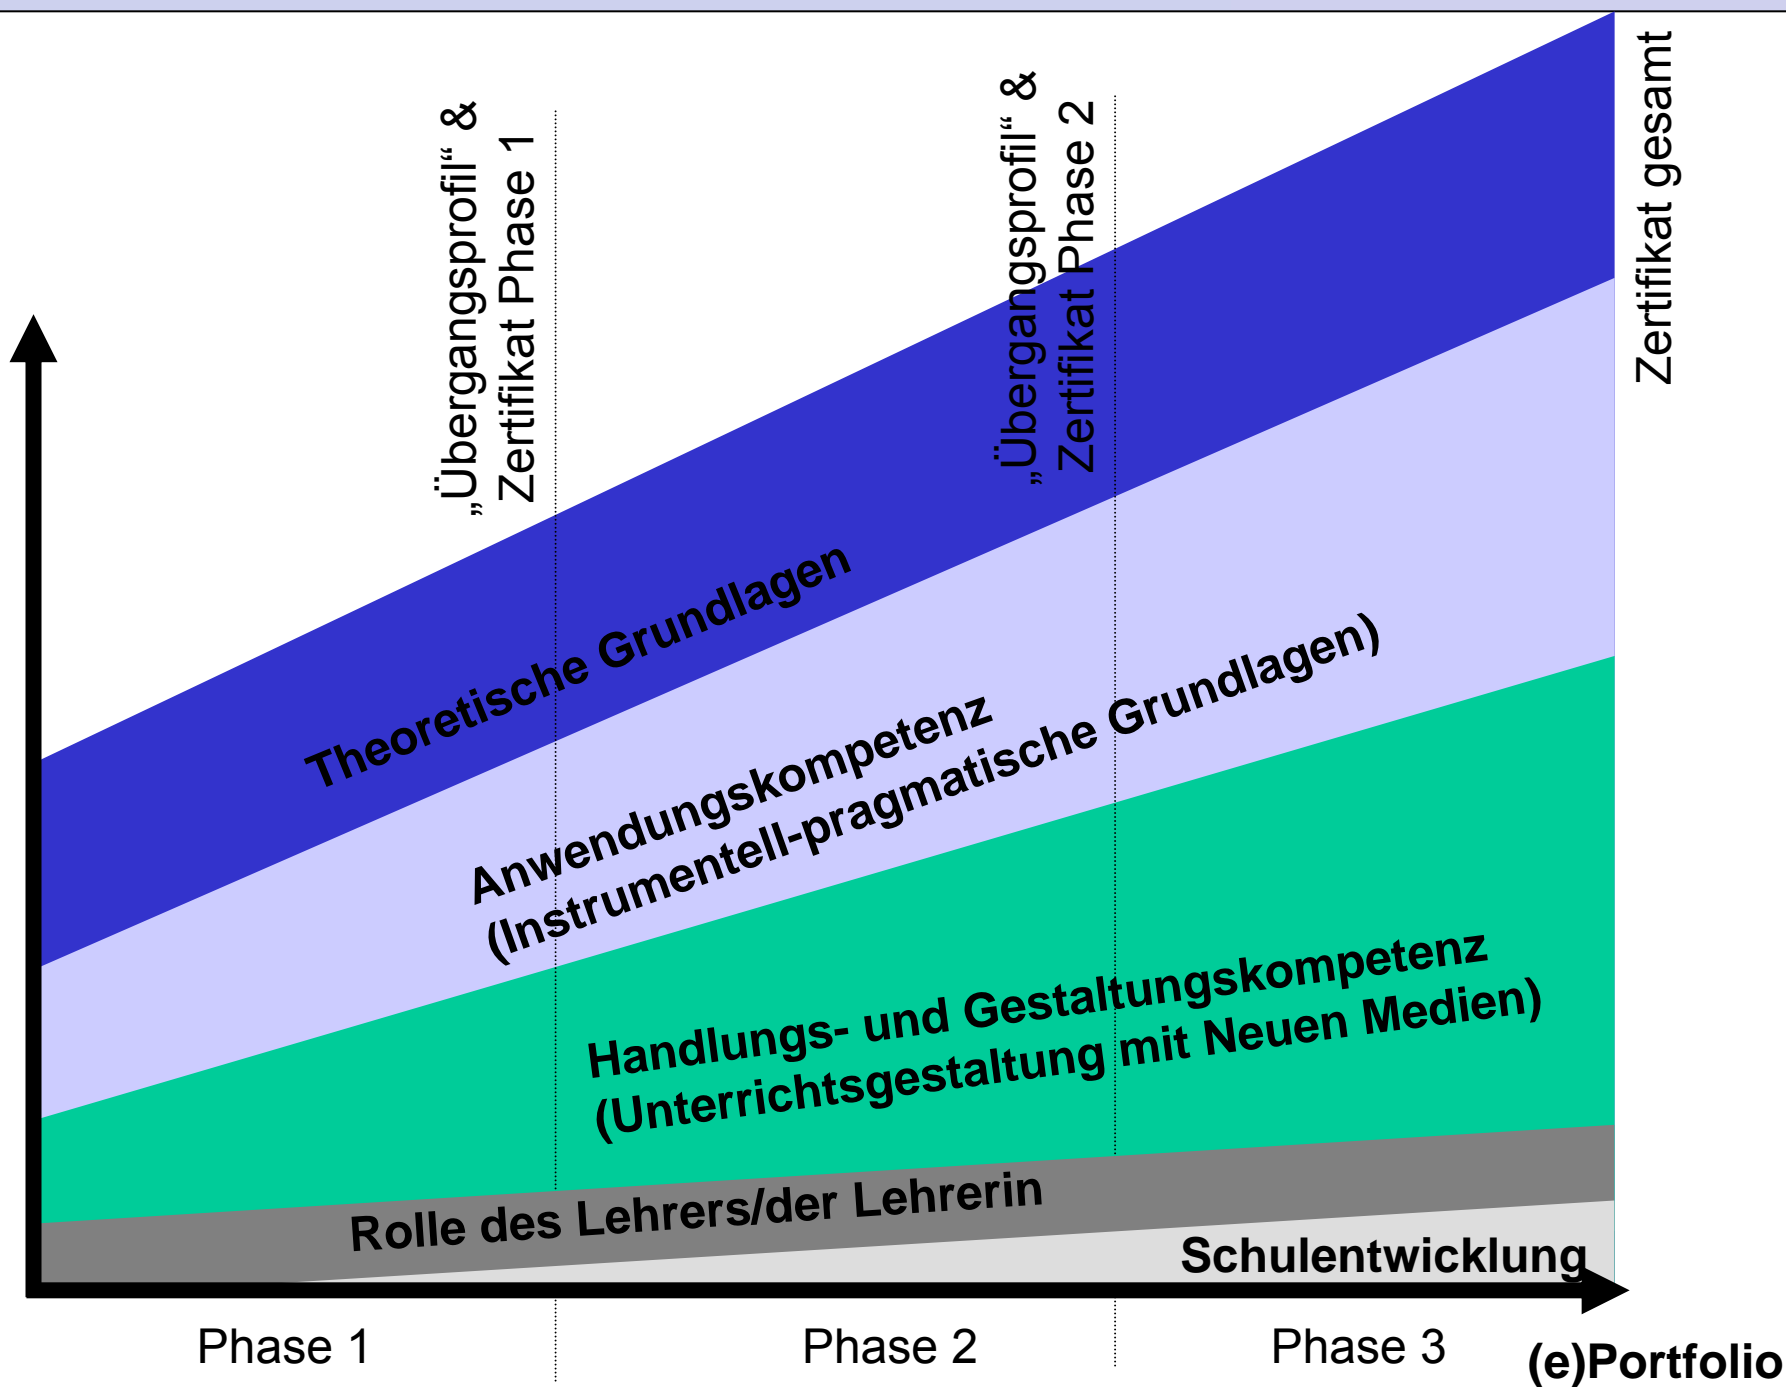 „Übergangsprofil“ &
Zertifikat Phase 1
„Übergangsprofil“ &
Zertifikat Phase 2
Zertifikat gesamt
Theoretische Grundlagen
Anwendungskompetenz
(Instrumentell-pragmatische Grundlagen)
Handlungs- und Gestaltungskompetenz
(Unterrichtsgestaltung mit Neuen Medien)
Rolle des Lehrers/der Lehrerin
Schulentwicklung
Phase 1
Phase 2
Phase 3
(e)Portfolio